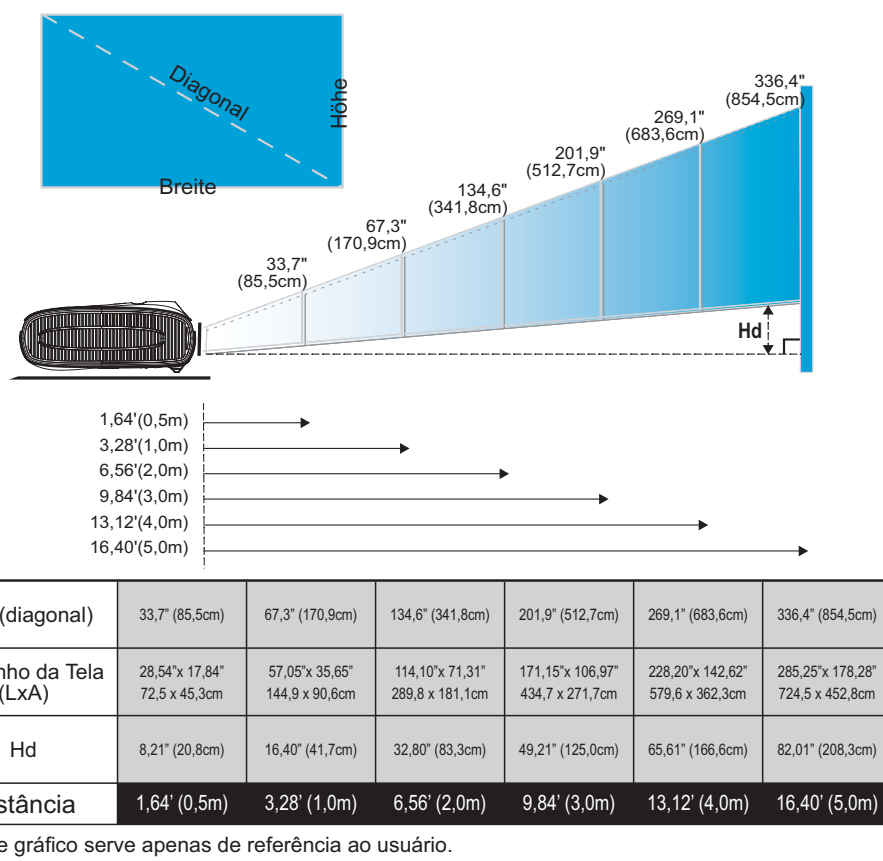 Diagonal
Höhe
Breite
33,7"
(85,5cm)
67,3"
(170,9cm)
134,6"
(341,8cm)
201,9"
(512,7cm)
269,1"
(683,6cm)
336,4"
(854,5cm)
Hd
1,64'(0,5m)
3,28'(1,0m)
6,56'(2,0m)
9,84'(3,0m)
13,12'(4,0m)
16,40'(5,0m)
(diagonal) 33,7" (85,5cm) 67,3" (170,9cm) 134,6" (341,8cm) 201,9" (512,7cm) 269,1" (683,6cm) 336,4" (854,5cm)
nho da Tela
(LxA)
28,54"x 17,84" 57,05"x 35,65" 114,10"x 71,31" 171,15"x 106,97" 228,20"x 142,62" 285,25"x 178,28"
72,5 x 45,3cm 144,9 x 90,6cm 289,8 x 181,1cm 434,7 x 271,7cm 579,6 x 362,3cm 724,5 x 452,8cm
Hd 8,21" (20,8cm) 16,40" (41,7cm) 32,80" (83,3cm) 49,21" (125,0cm) 65,61" (166,6cm) 82,01" (208,3cm)
stância 1,64' (0,5m) 3,28' (1,0m) 6,56' (2,0m) 9,84' (3,0m) 13,12' (4,0m) 16,40' (5,0m)
e gráfico serve apenas de referência ao usuário.